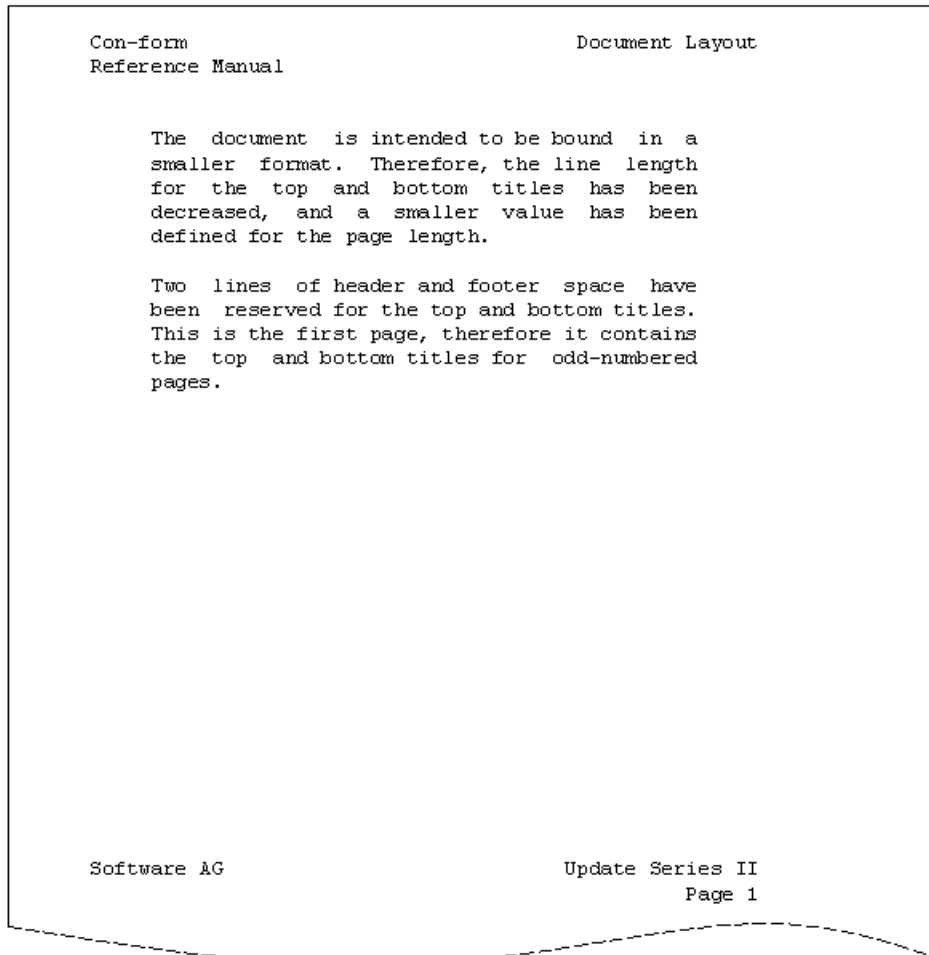 Con-form Document Layout
Reference Manual
The document is intended to be bound in a
smaller format. Therefore, the line length
for the top and bottom titles has been
decreased, and a smaller value has been
defined for the page length.
Two lines of header and footer space have
been reserved for the top and bottom titles.
This is the first page, therefore it contains
the top and bottom titles for odd-numbered
pages.
Software AG Update Series II
Page 1